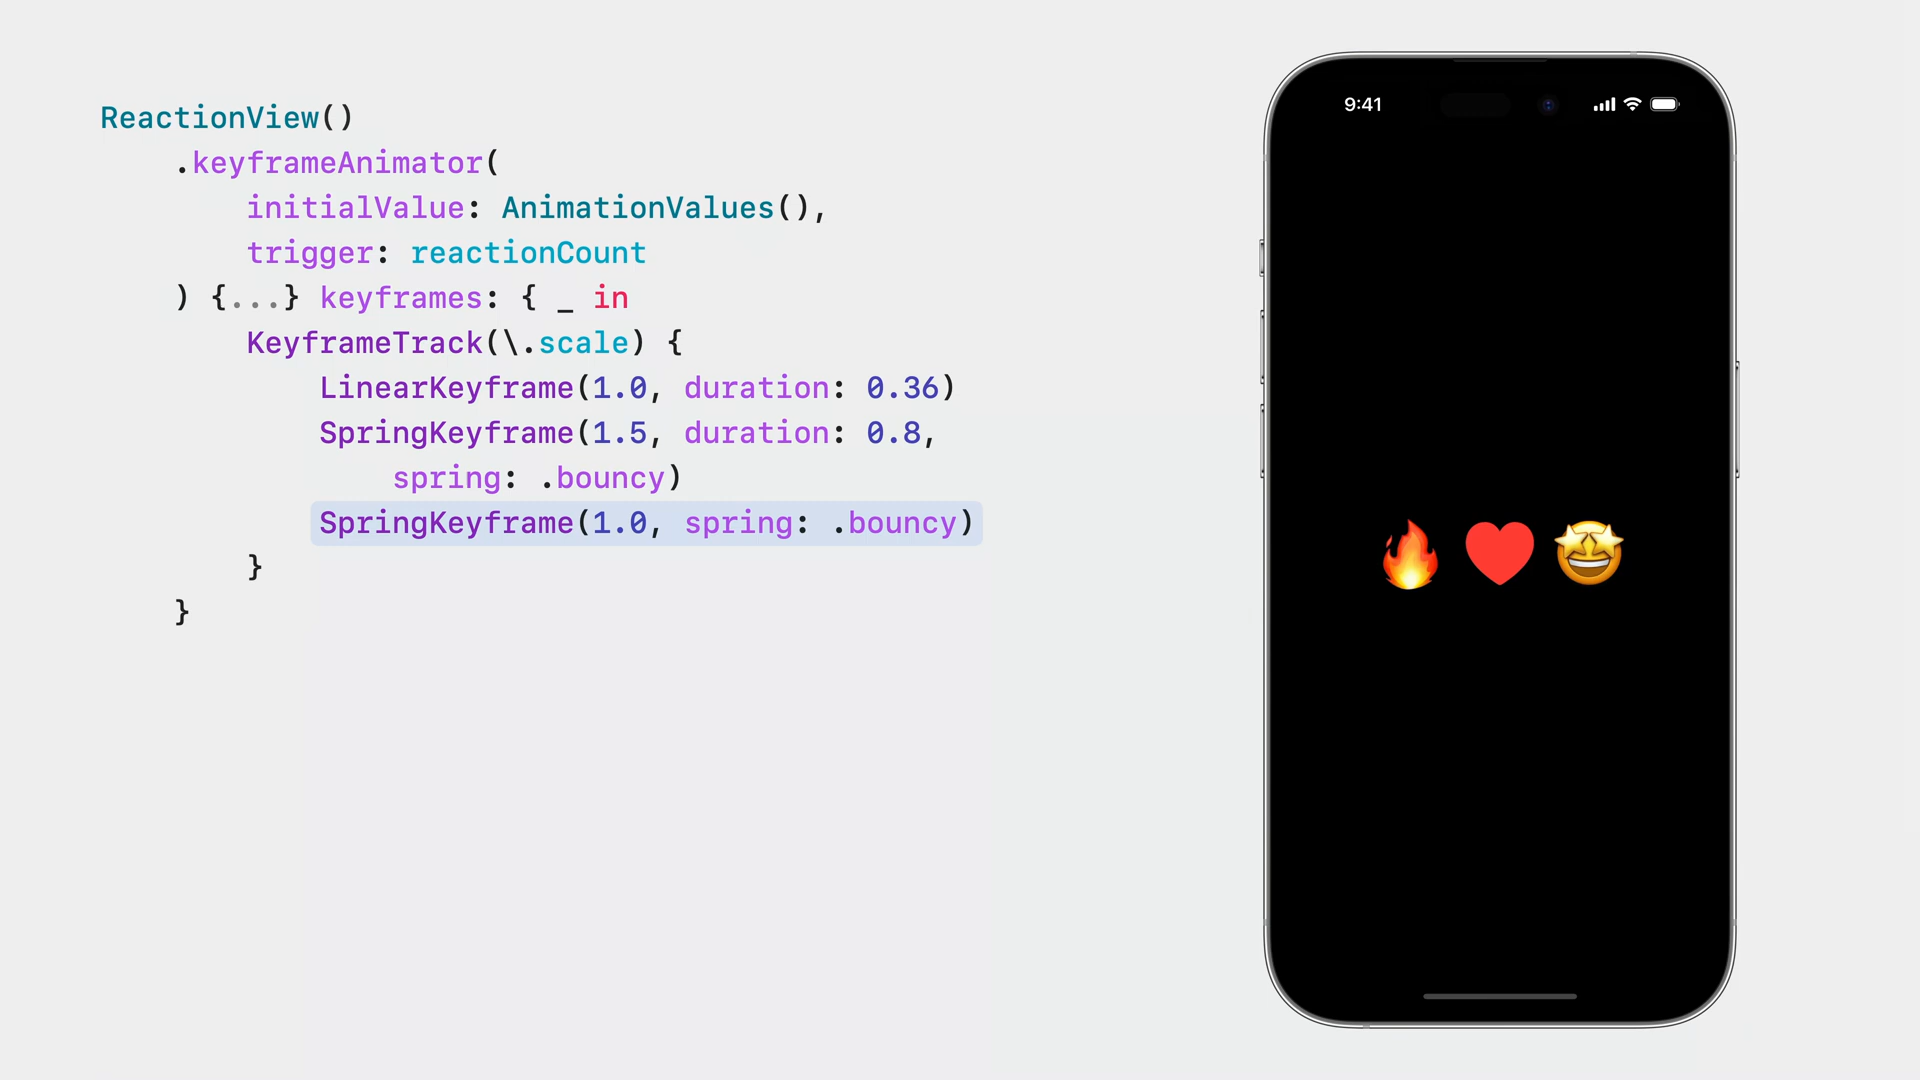 ReactionView()
.keyframeAnimator(
initialValue: AnimationValues(),
trigger: reactionCount
) {...} keyframes: { _ in
KeyframeTrack(\.scale) {
LinearKeyframe(1.0, duration: 0.36)
SpringKeyframe(1.5, duration: 0.8,
spring: .bouncy)
SpringKeyframe(1.0, spring: .bouncy)
}
}
9:41